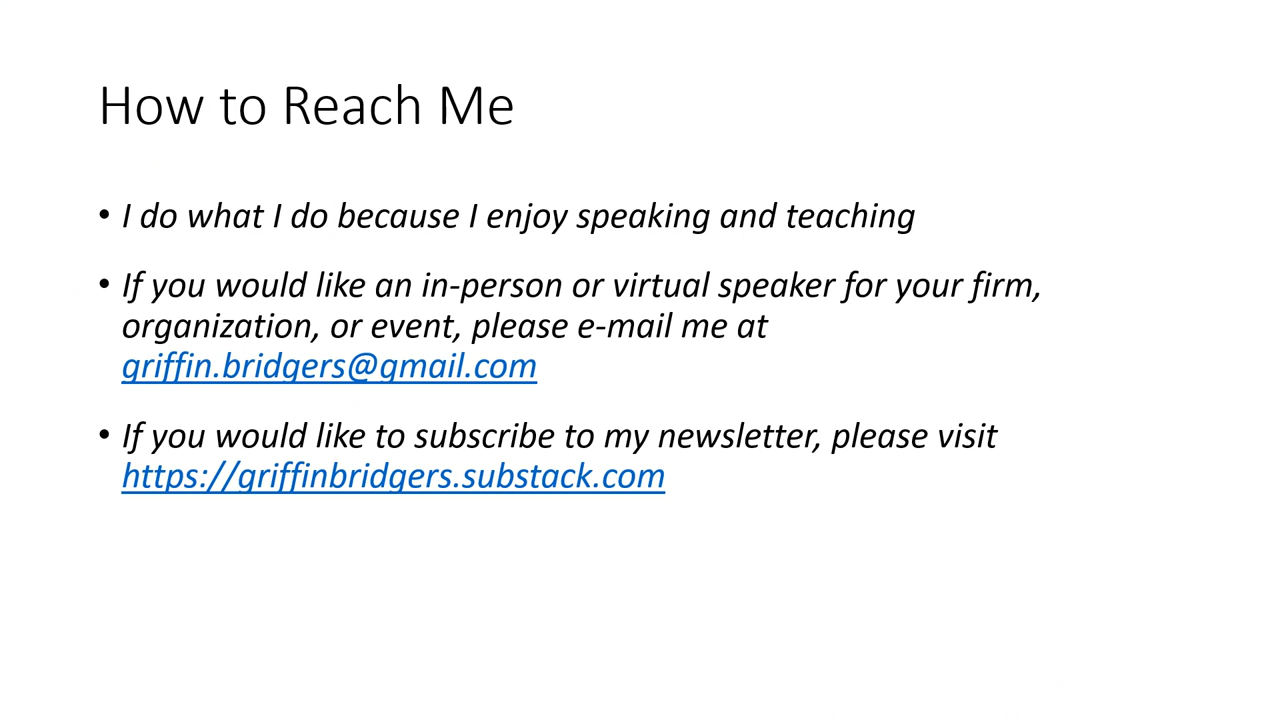 How to Reach Me
• I do what I do because I enjoy speaking and teaching
• If you would like an in-person or virtual speaker for your firm,
organization, or event, please e-mail me at
griffin.bridgers@gmail.com
• If you would like to subscribe to my newsletter, please visit
https://griffinbridgers.substack.com